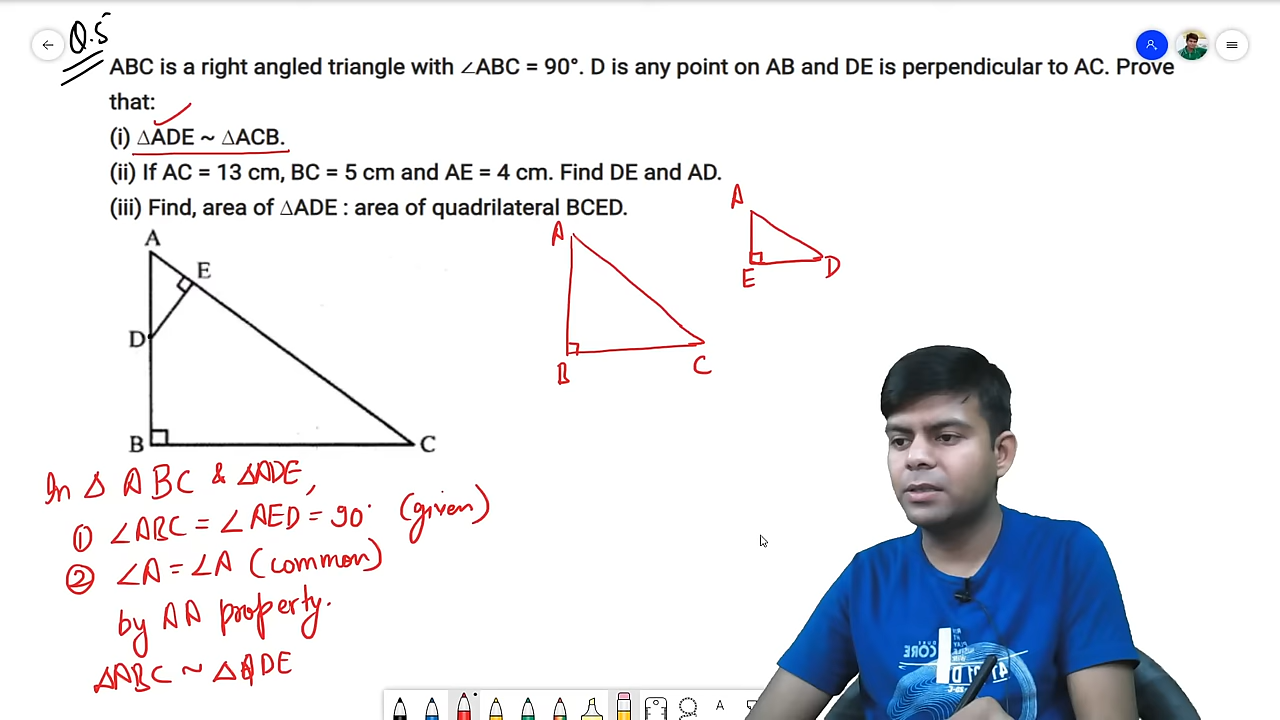 Q.5
ABC is a right angled triangle with ∠ABC = 90°. D is any point on AB and DE is perpendicular to AC. Prove
that:
(i) △ADE ~ △ACB.
(ii) If AC = 13 cm, BC = 5 cm and AE = 4 cm. Find DE and AD.
(iii) Find, area of △ADE : area of quadrilateral BCED.
A
E
D
B
C
A
B
C
A
E
D
In △ ABC & △ADE,
① ∠ABC = ∠AED = 90° (given)
② ∠A = ∠A (common)
by AA property.
△ABC ~ △ADE
A